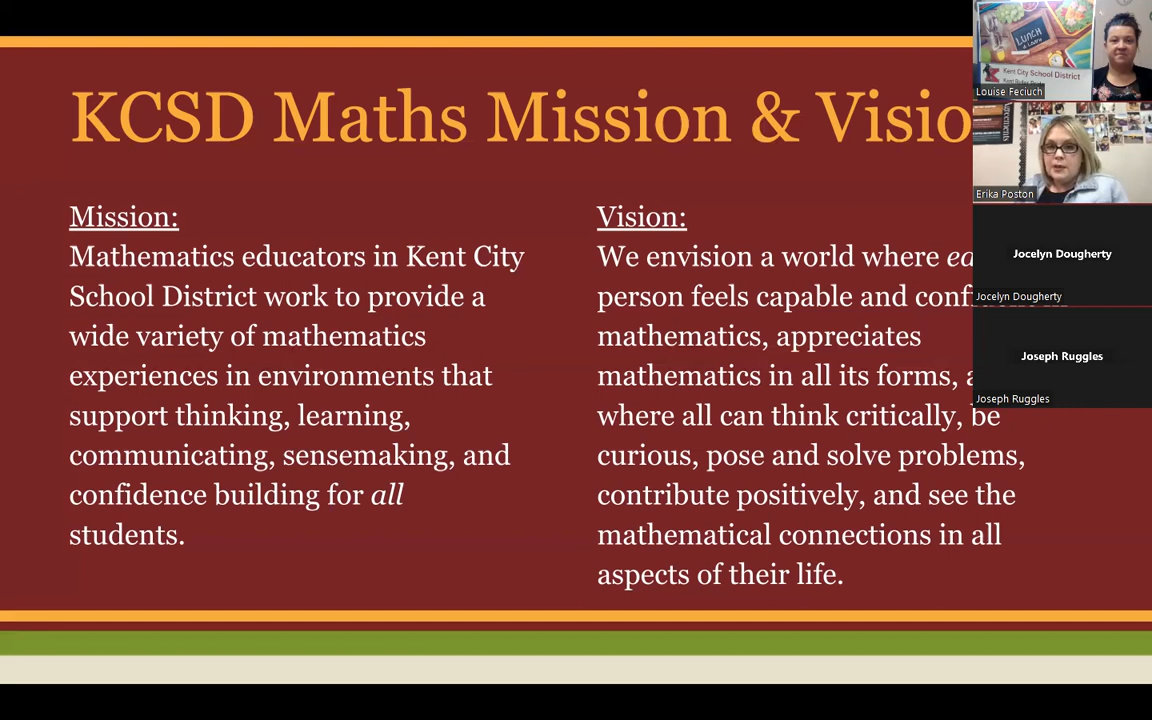 KCSD Maths Mission & Visio
Mission:
Mathematics educators in Kent City
School District work to provide a
wide variety of mathematics
experiences in environments that
support thinking, learning,
communicating, sensemaking, and
confidence building for all
students.
Vision:
We envision a world where ea
person feels capable and conf
mathematics, appreciates
mathematics in all its forms, a
where all can think critically, be
curious, pose and solve problems,
contribute positively, and see the
mathematical connections in all
aspects of their life.
LUNCH
Kent City School District
Louise Feciuch
Erika Poston
Jocelyn Dougherty
Jocelyn Dougherty
Joseph Ruggles
Joseph Ruggles